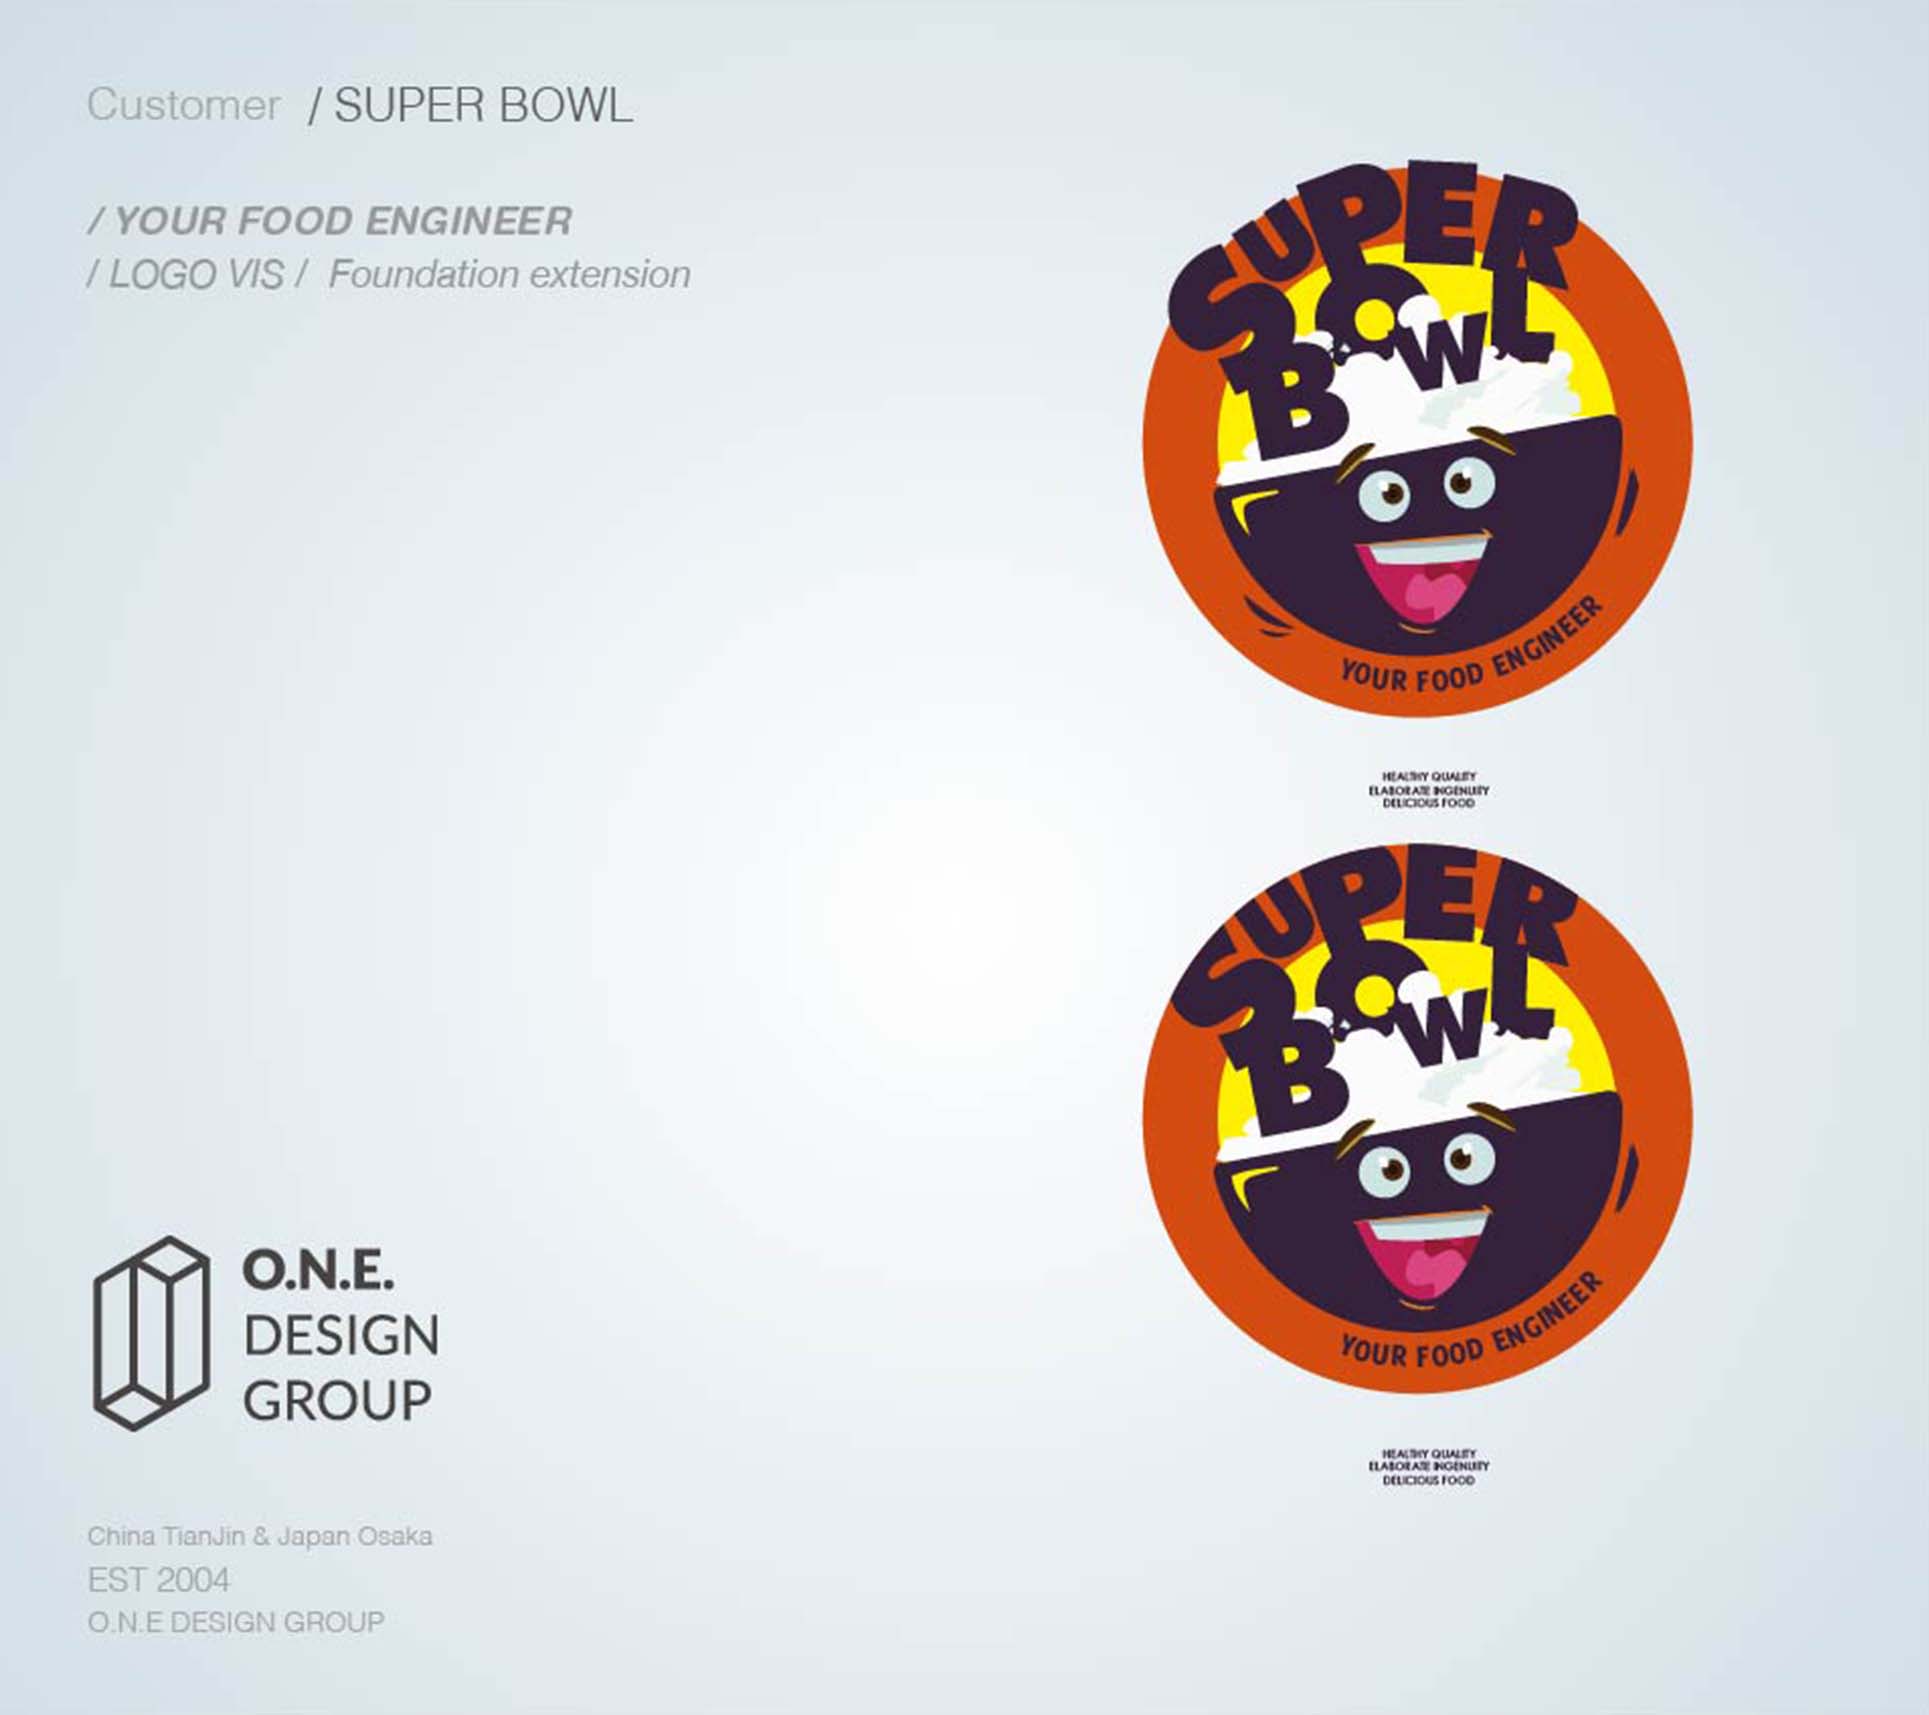 Customer / SUPER BOWL
/ YOUR FOOD ENGINEER
/ LOGO VIS / Foundation extension
SUPER
BOWL
YOUR FOOD ENGINEER
HEALTHY QUALITY
ELABORATE INGENUITY
DELICIOUS FOOD
SUPER
BOWL
YOUR FOOD ENGINEER
HEALTHY QUALITY
ELABORATE INGENUITY
DELICIOUS FOOD
O.N.E.
DESIGN
GROUP
China TianJin & Japan Osaka
EST 2004
O.N.E DESIGN GROUP